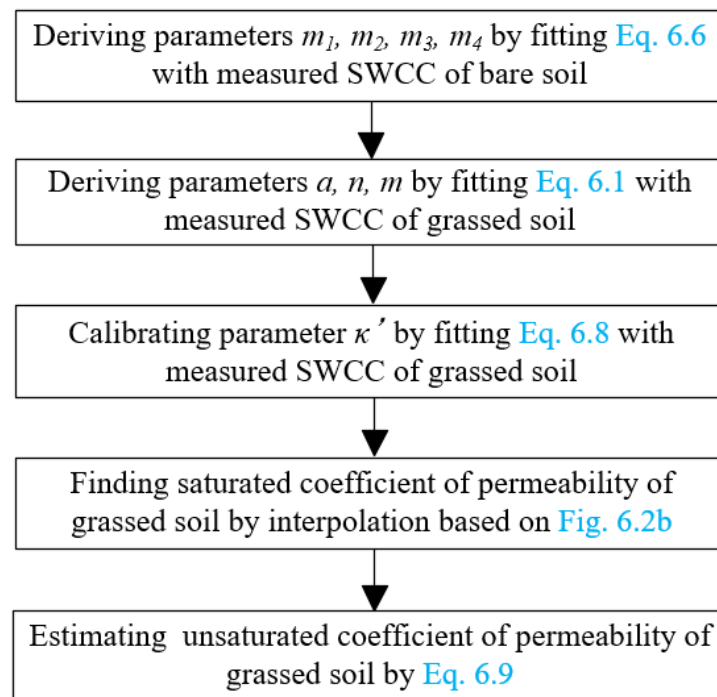 Deriving parameters m₁, m₂, m₃, m₄ by fitting Eq. 6.6
with measured SWCC of bare soil
Deriving parameters a, n, m by fitting Eq. 6.1 with
measured SWCC of grassed soil
Calibrating parameter κ′ by fitting Eq. 6.8 with
measured SWCC of grassed soil
Finding saturated coefficient of permeability of
grassed soil by interpolation based on Fig. 6.2b
Estimating unsaturated coefficient of permeability of
grassed soil by Eq. 6.9